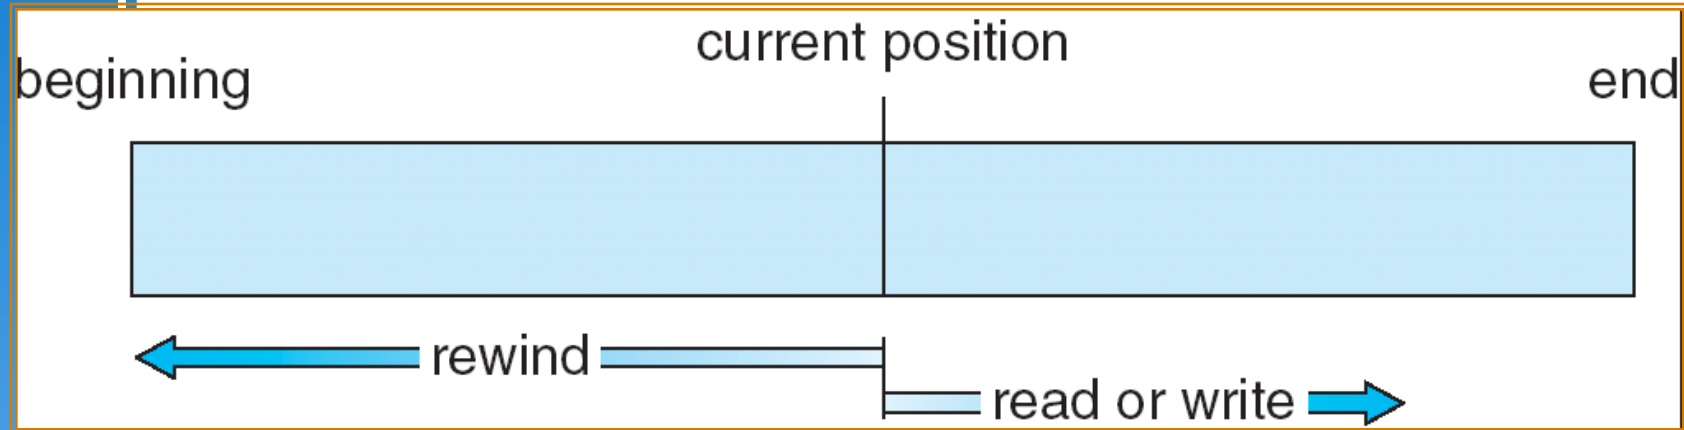 current position
beginning
end
rewind
read or write